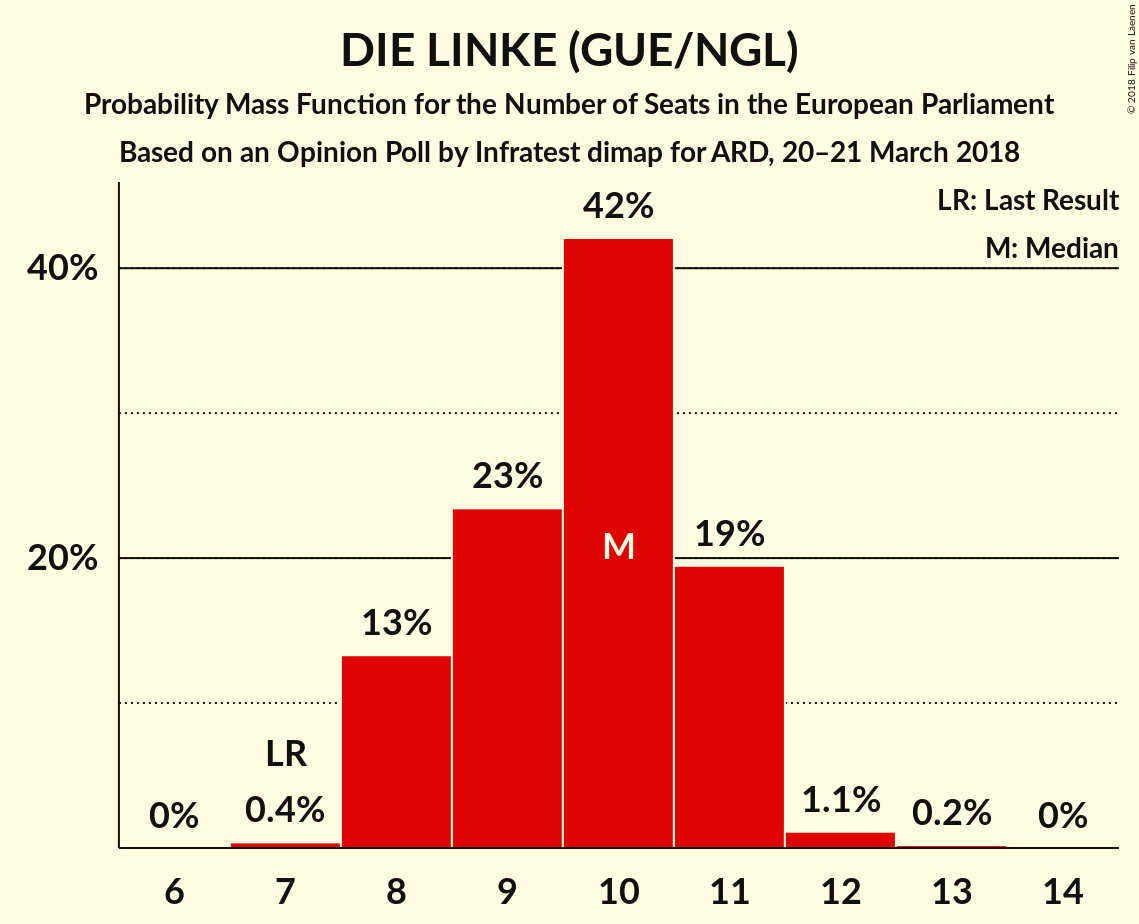 DIE LINKE (GUE/NGL)
Probability Mass Function for the Number of Seats in the European Parliament
Based on an Opinion Poll by Infratest dimap for ARD, 20–21 March 2018
© 2018 Filip van Laenen
LR: Last Result
M: Median
40%
20%
0%
LR
0.4%
13%
23%
42%
M
19%
1.1%
0.2%
0%
6 7 8 9 10 11 12 13 14